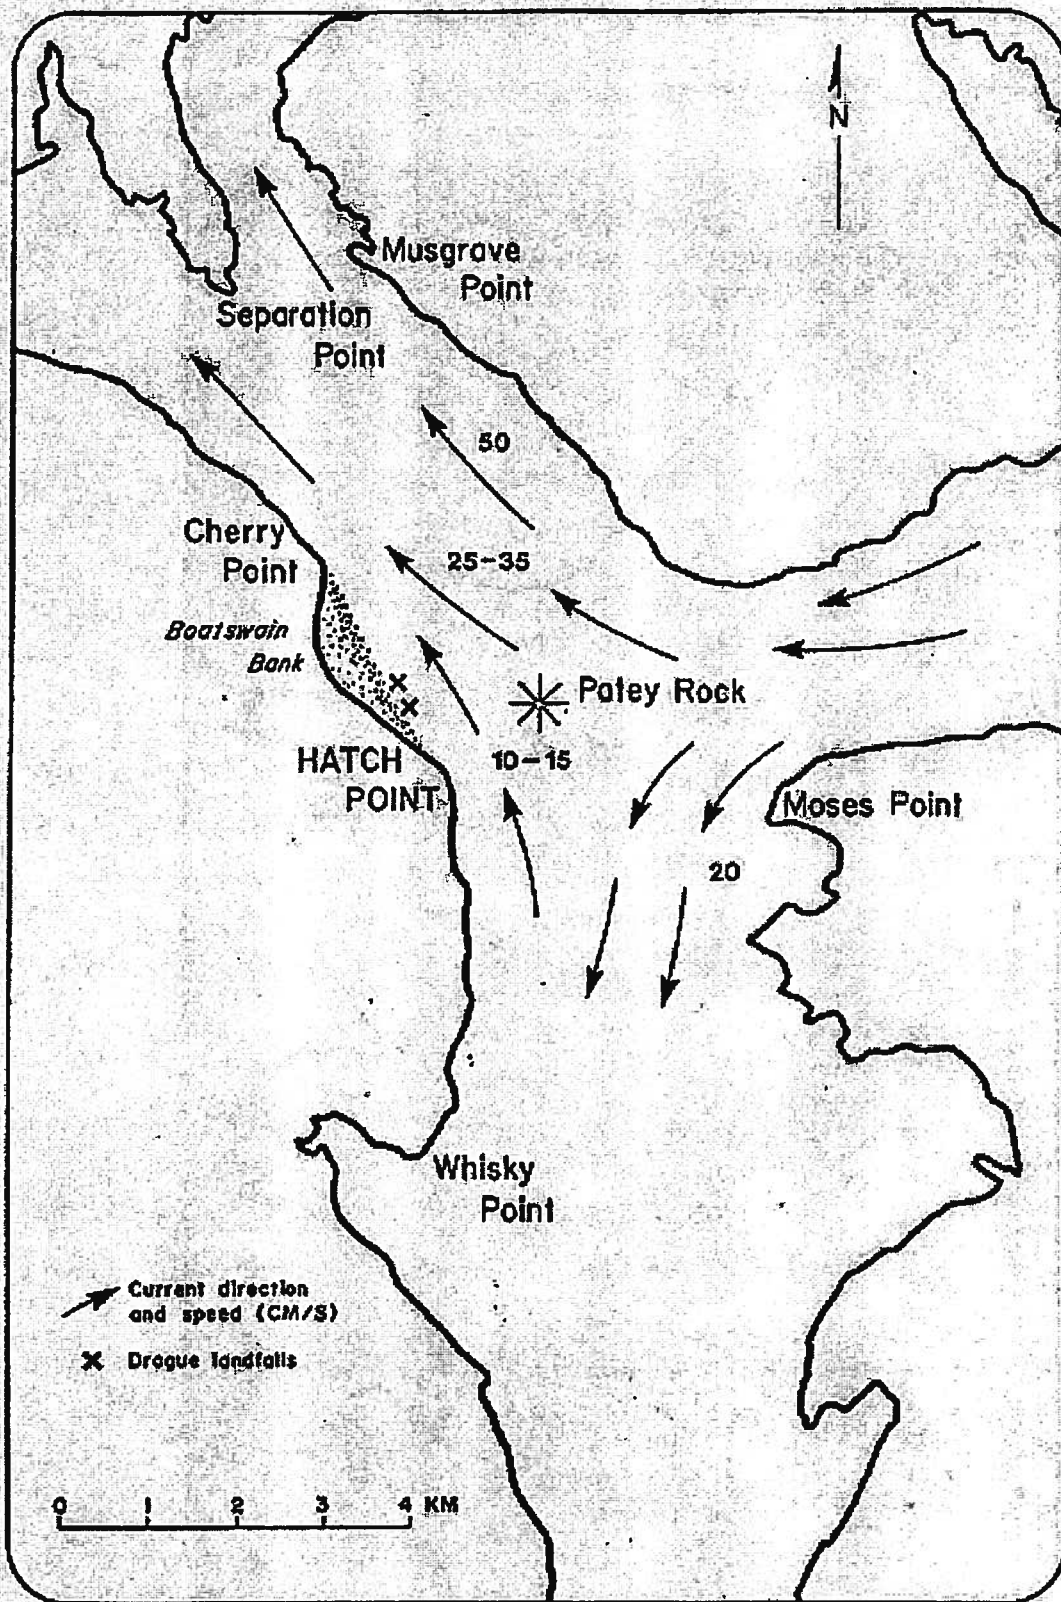 N
Musgrave
Point
Separation
Point
50
Cherry
Point
25-35
Boatswain
Bank
Patey Rock
HATCH
POINT
10-15
Moses Point
20
Whisky
Point
Current direction
and speed (CM/S)
X Drogue landfalls
0 1 2 3 4 KM